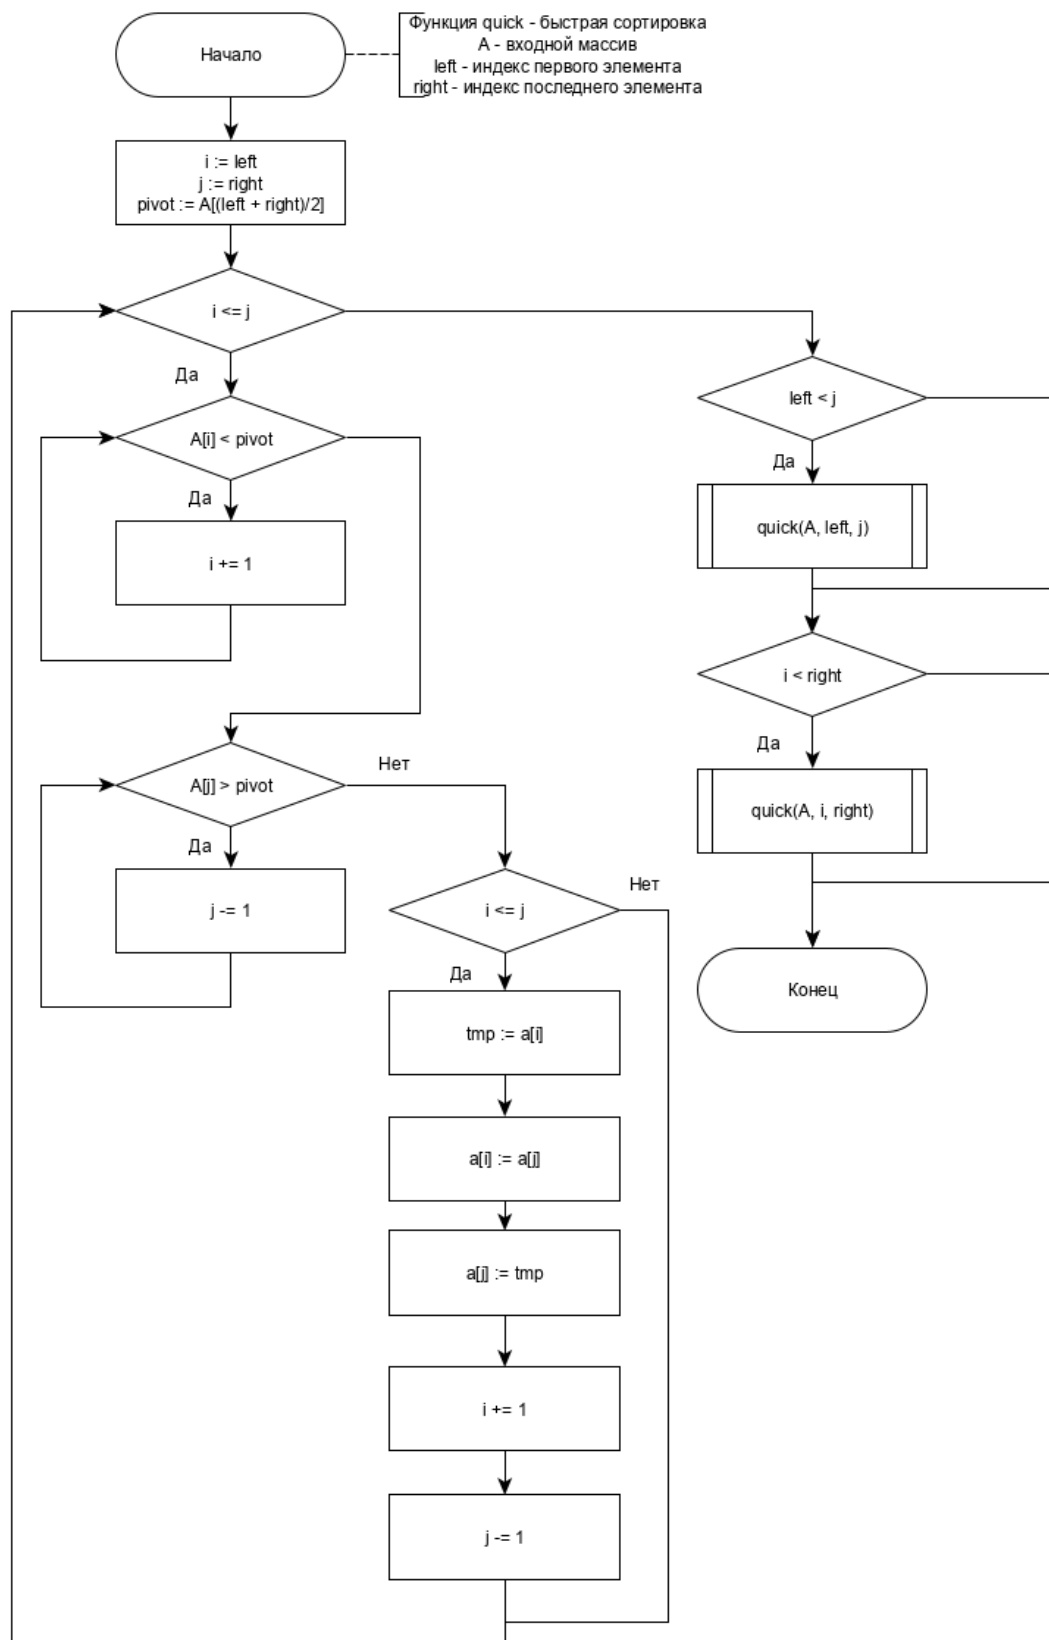 Начало
Функция quick - быстрая сортировка
A - входной массив
left - индекс первого элемента
right - индекс последнего элемента
i := left
j := right
pivot := A[(left + right)/2]
i <= j
Да
A[i] < pivot
Да
i += 1
A[j] > pivot
Нет
Да
j -= 1
i <= j
Нет
Да
tmp := a[i]
a[i] := a[j]
a[j] := tmp
i += 1
j -= 1
left < j
Да
quick(A, left, j)
i < right
Да
quick(A, i, right)
Конец